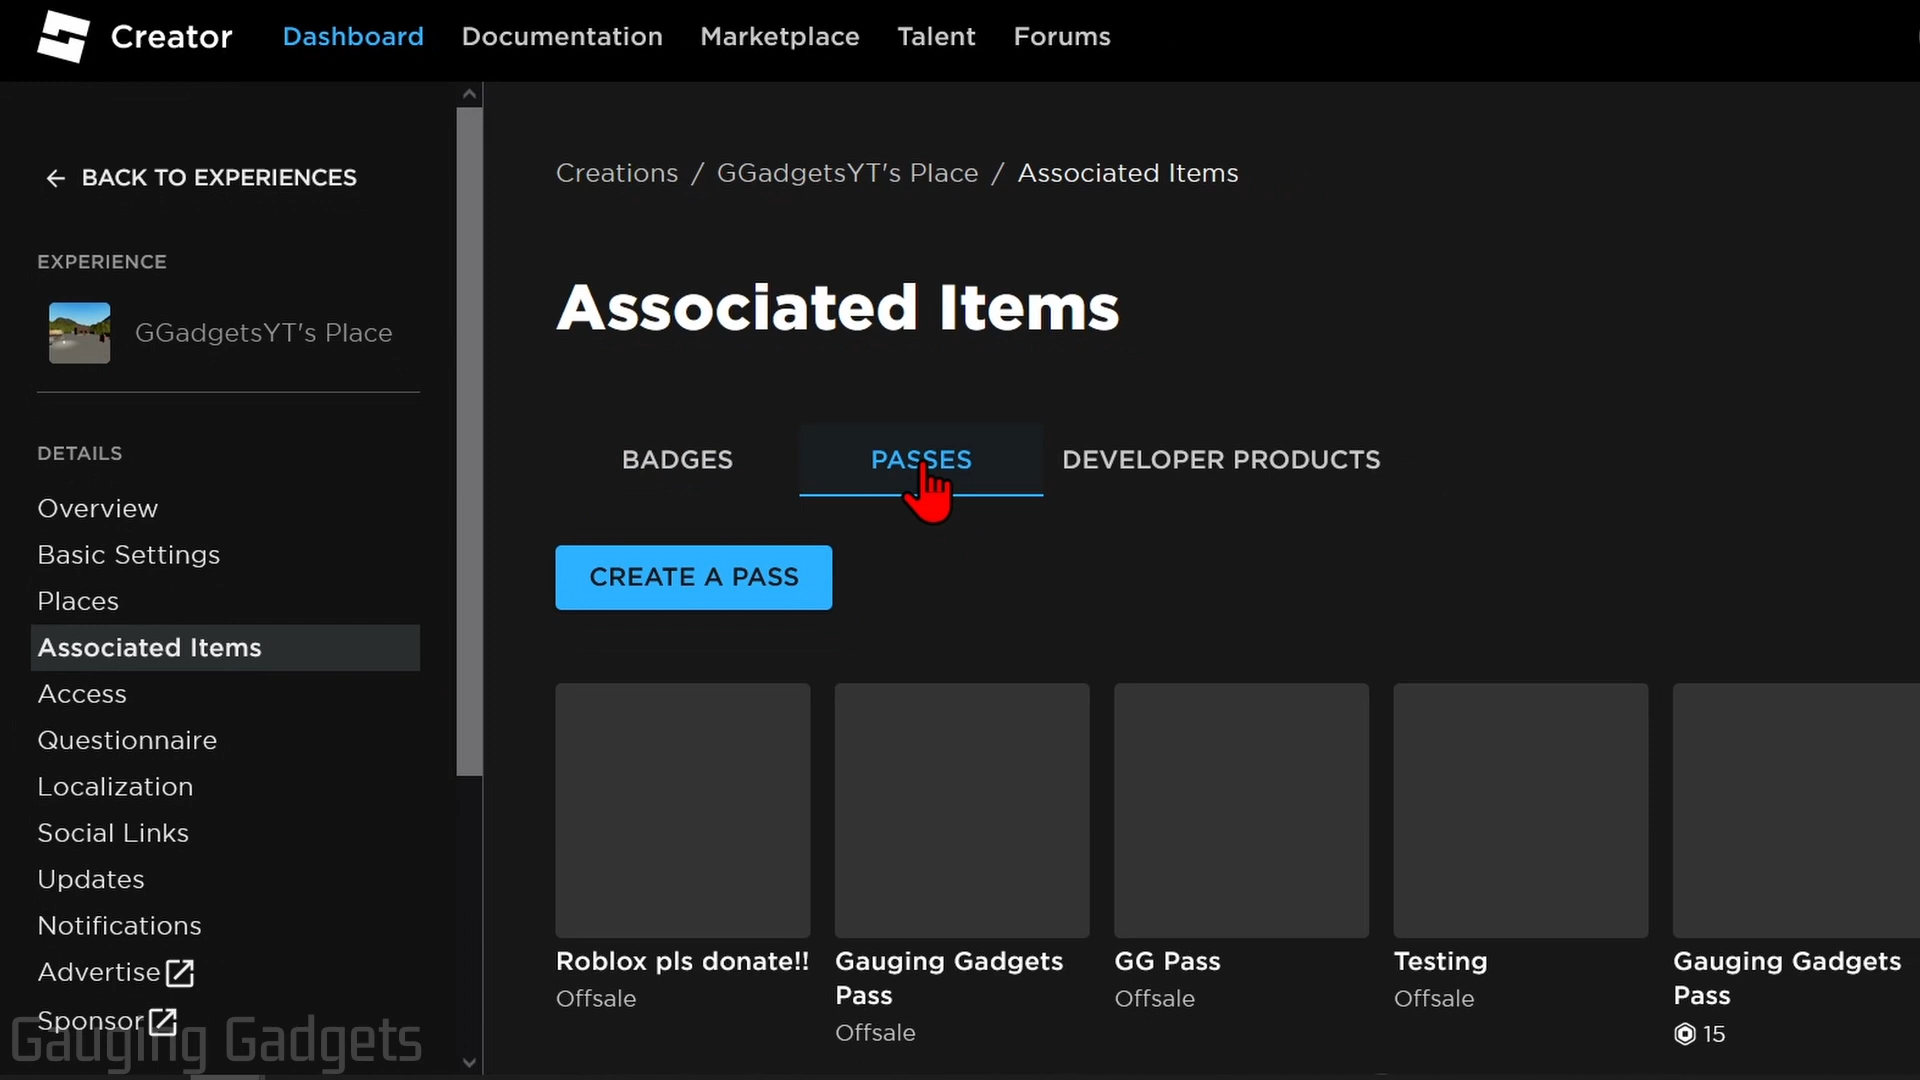 Creator Dashboard Documentation Marketplace Talent Forums
← BACK TO EXPERIENCES
EXPERIENCE
GGadgetsYT's Place
DETAILS
Overview
Basic Settings
Places
Associated Items
Access
Questionnaire
Localization
Social Links
Updates
Notifications
Advertise
Sponsor
Gauging Gadgets
Creations / GGadgetsYT's Place / Associated Items
Associated Items
BADGES PASSES DEVELOPER PRODUCTS
CREATE A PASS
Roblox pls donate!!
Offsale
Gauging Gadgets
Pass
Offsale
GG Pass
Offsale
Testing
Offsale
Gauging Gadgets
Pass
15